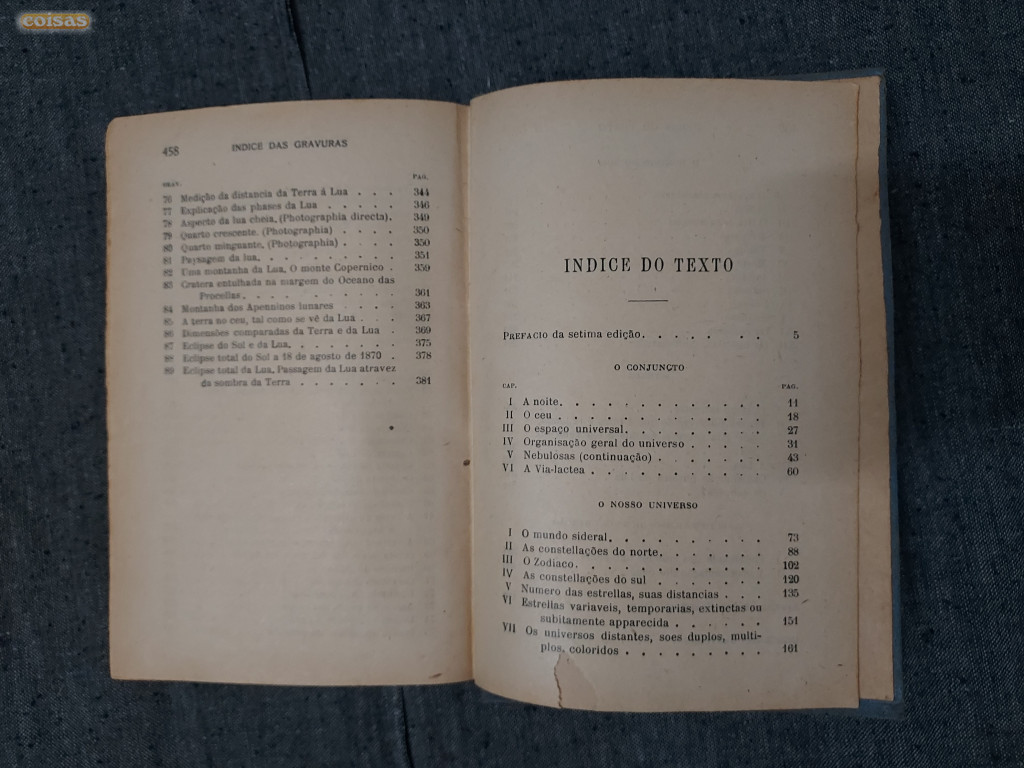 coisas
458 INDICE DAS GRAVURAS
GRAV. PAG.
76 Medição da distancia da Terra á Lua . . . 344
77 Explicação das phases da Lua . . . . . 346
78 Aspecto da lua cheia. (Photographia directa). 349
79 Quarto crescente. (Photographia) . . . . 350
80 Quarto minguante. (Photographia) . . . . 350
81 Paysagem da lua. . . . . . . . . . 351
82 Uma montanha da Lua. O monte Copernico . 359
83 Cratera entulhada na margem do Oceano das
Procellas. . . . . . . . . . . 361
84 Montanha dos Apenninos lunares . . . . 363
85 A terra no ceu, tal como se vê da Lua . . . 367
86 Dimensões comparadas da Terra e da Lua . 369
87 Eclipse do Sol e da Lua. . . . . . . . 375
88 Eclipse total do Sol a 18 de agosto de 1870 . 378
89 Eclipse total da Lua. Passagem da Lua atravez
da sombra da Terra . . . . . . . 381
INDICE DO TEXTO
PREFACIO da setima edição. . . . . . . 5
O CONJUNCTO
CAP. PAG.
I A noite. . . . . . . . . . . . . 11
II O ceu . . . . . . . . . . . . . 18
III O espaço universal. . . . . . . . . 27
IV Organisação geral do universo . . . . . 31
V Nebulosas (continuação) . . . . . . . 43
VI A Via-lactea . . . . . . . . . . . 60
O NOSSO UNIVERSO
I O mundo sideral. . . . . . . . . . 73
II As constellações do norte. . . . . . . 88
III O Zodiaco. . . . . . . . . . . . 102
IV As constellações do sul . . . . . . . 120
V Numero das estrellas, suas distancias . . . 135
VI Estrellas variaveis, temporarias, extinctas ou
subitamente apparecida . . . . . . 151
VII Os universos distantes, soes duplos, multi-
plos, coloridos . . . . . . . . . 161